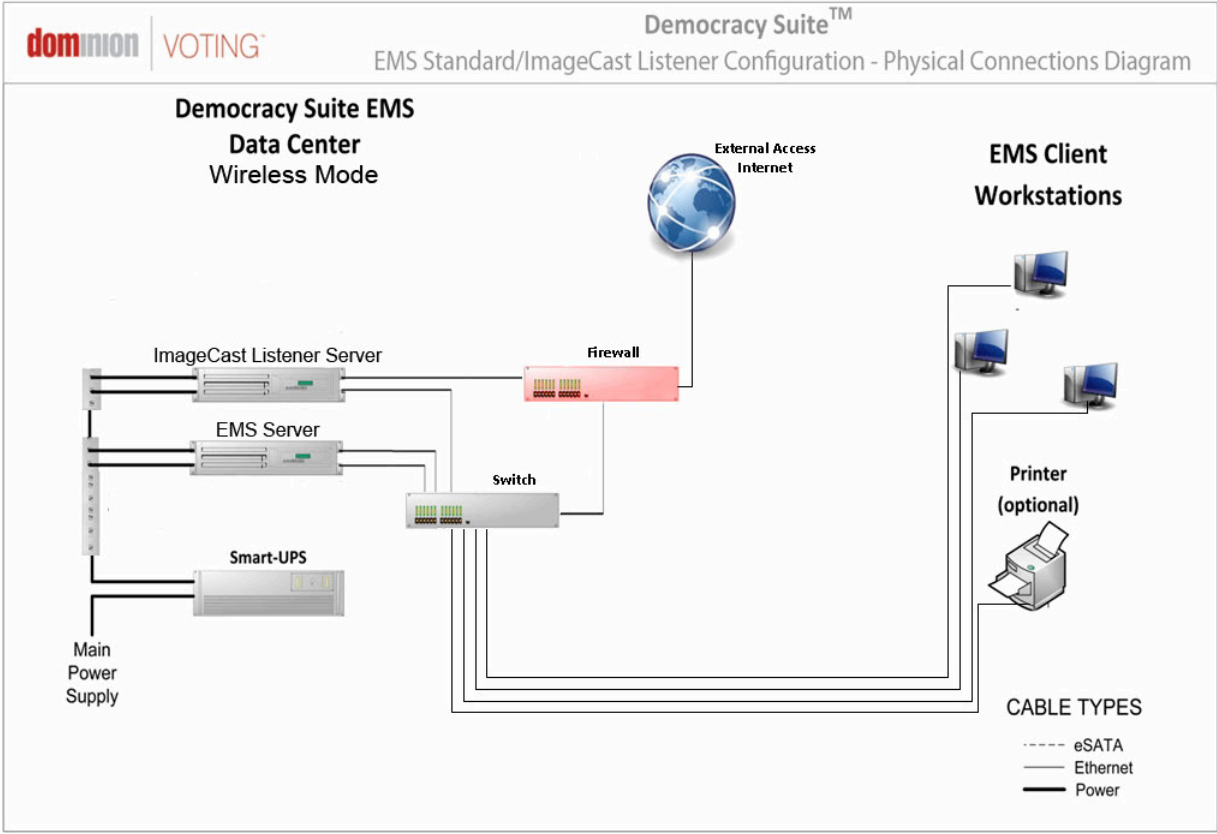 dominion VOTING™
Democracy Suite™
EMS Standard/ImageCast Listener Configuration - Physical Connections Diagram
Democracy Suite EMS
Data Center
Wireless Mode
External Access
Internet
EMS Client
Workstations
ImageCast Listener Server
Firewall
EMS Server
Switch
Printer
(optional)
Smart-UPS
Main
Power
Supply
CABLE TYPES
eSATA
Ethernet
Power